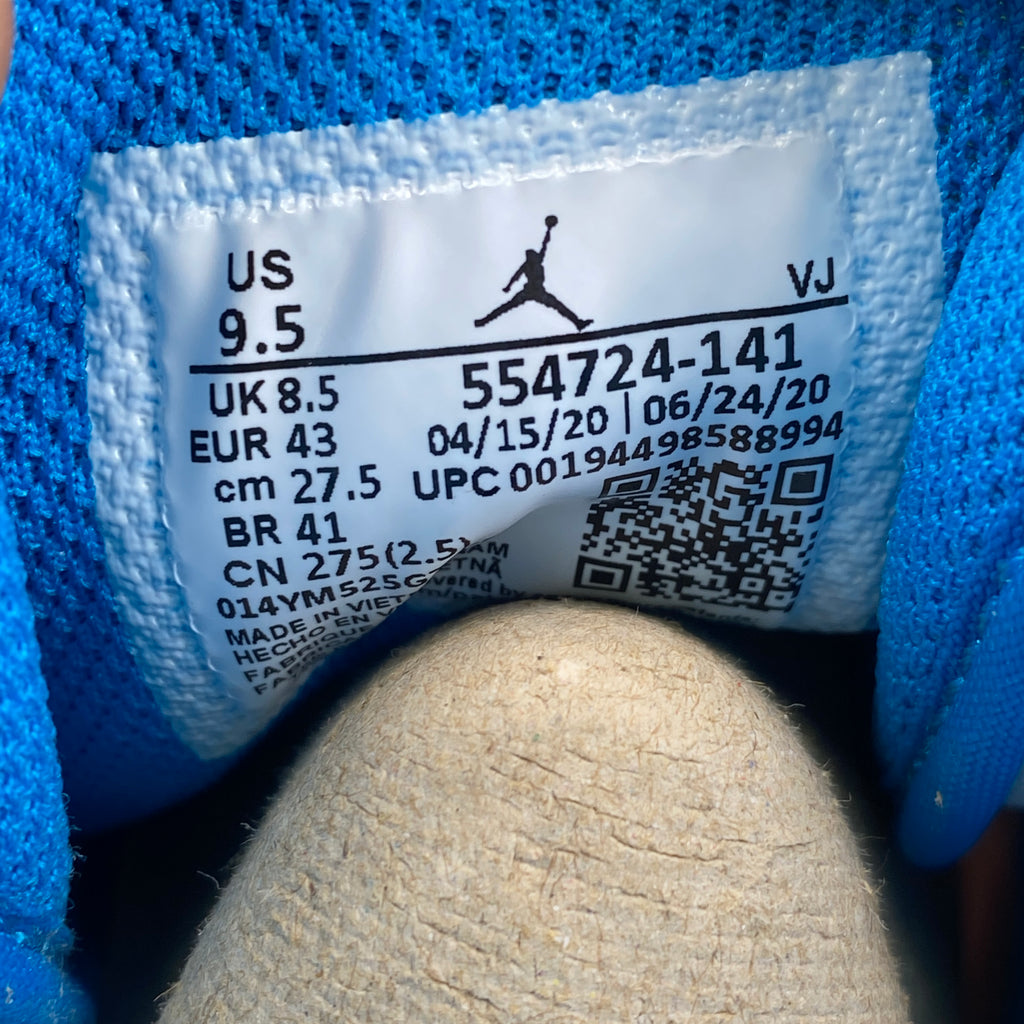 US
9.5
VJ
UK 8.5
EUR 43
cm 27.5
BR 41
CN 275(2.5)
554724-141
04/15/20 | 06/24/20
UPC 00194498588994
014YM525G
MADE IN VIET
HECHO EN V
FABRIQU